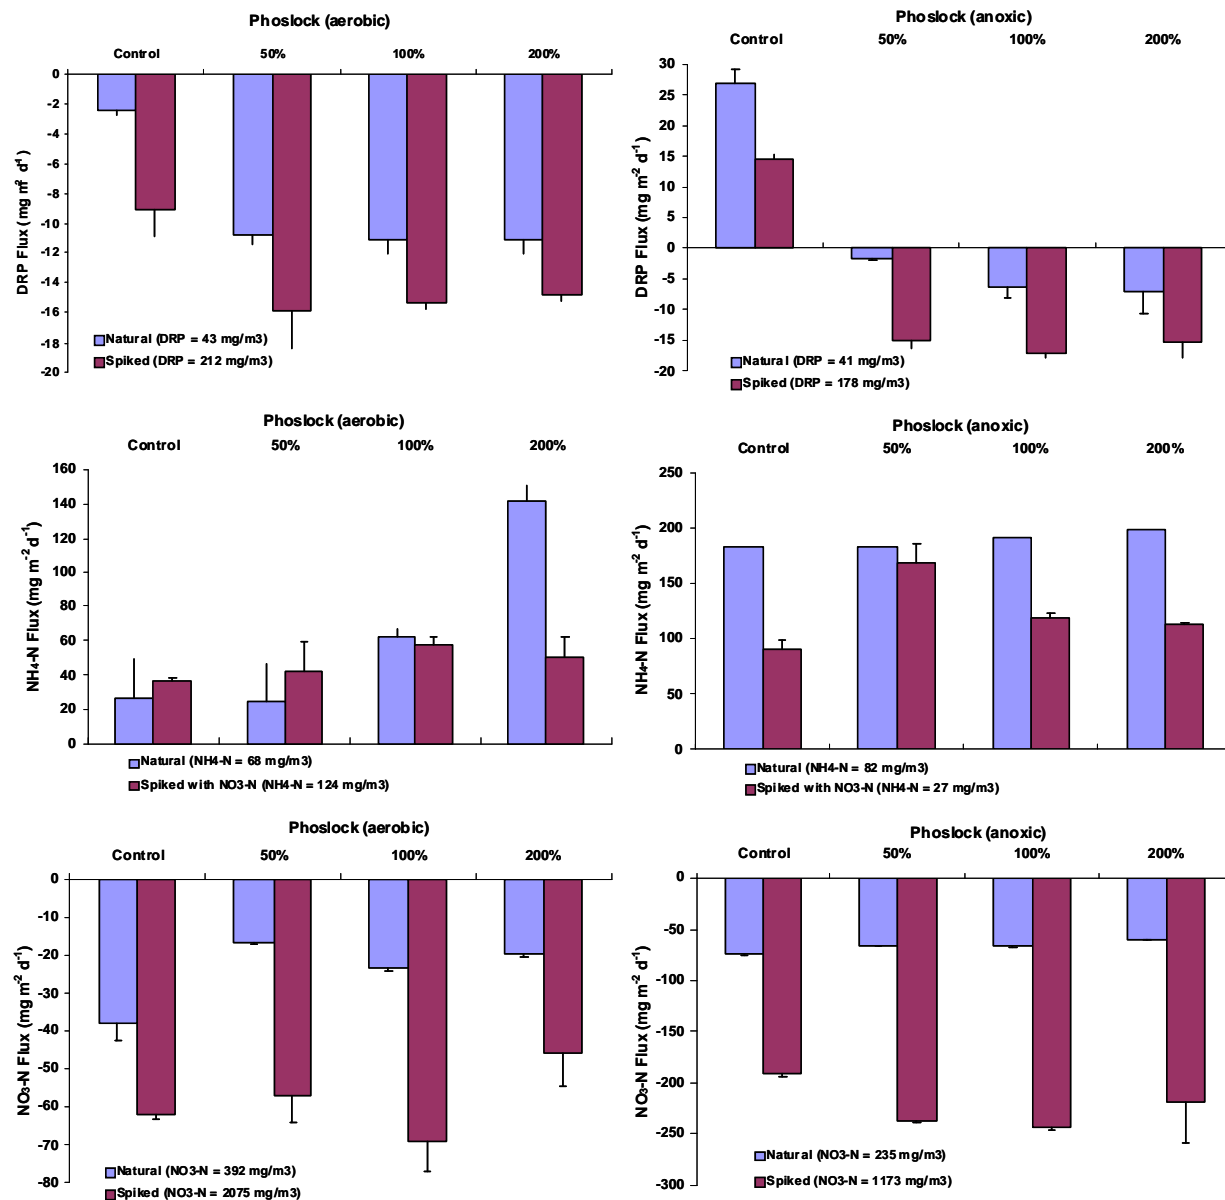 Phoslock (aerobic)
Control 50% 100% 200%
0
-2
-4
-6
-8
-10
-12
-14
-16
-18
-20
DRP Flux (mg m² d⁴)
Natural (DRP = 43 mg/m3)
Spiked (DRP = 212 mg/m3)
Phoslock (anoxic)
Control 50% 100% 200%
30
25
20
15
10
5
0
-5
-10
-15
-20
DRP Flux (mg m⁻² d⁻¹)
Natural (DRP = 41 mg/m3)
Spiked (DRP = 178 mg/m3)
Phoslock (aerobic)
Control 50% 100% 200%
160
140
120
100
80
60
40
20
0
NH₄-N Flux (mg m⁻² d⁻¹)
Natural (NH4-N = 68 mg/m3)
Spiked with NO3-N (NH4-N = 124 mg/m3)
Phoslock (anoxic)
Control 50% 100% 200%
250
200
150
100
50
0
NH₄-N Flux (mg m⁻² d⁻¹)
Natural (NH4-N = 82 mg/m3)
Spiked with NO3-N (NH4-N = 27 mg/m3)
Phoslock (aerobic)
Control 50% 100% 200%
0
-10
-20
-30
-40
-50
-60
-70
-80
NO₃-N Flux (mg m⁻² d⁻¹)
Natural (NO3-N = 392 mg/m3)
Spiked (NO3-N = 2075 mg/m3)
Phoslock (anoxic)
Control 50% 100% 200%
0
-50
-100
-150
-200
-250
-300
NO₃-N Flux (mg m⁻² d⁻¹)
Natural (NO3-N = 235 mg/m3)
Spiked (NO3-N = 1173 mg/m3)